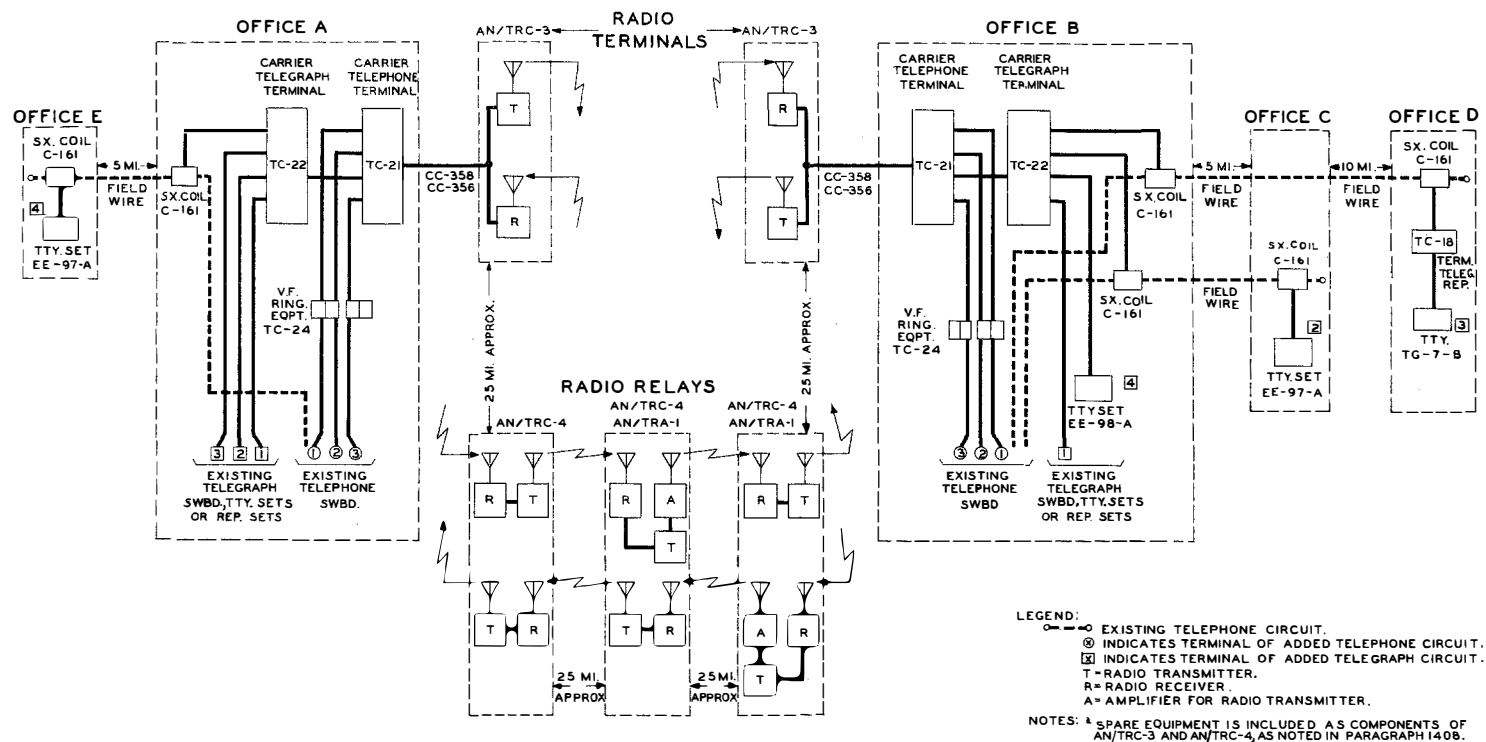 OFFICE A
RADIO
TERMINALS
AN/TRC-3
AN/TRC-3
OFFICE B
CARRIER
TELEGRAPH
TERMINAL
CARRIER
TELEPHONE
TERMINAL
CARRIER
TELEPHONE
TERMINAL
CARRIER
TELEGRAPH
TERMINAL
OFFICE E
SX. COIL
C-161
5 MI.
FIELD
WIRE
4
TTY. SET
EE-97-A
SX. COIL
C-161
TC-22
TC-21
CC-358
CC-356
T
R
R
T
CC-358
CC-356
TC-21
TC-22
SX. COIL
C-161
5 MI.
FIELD
WIRE
OFFICE C
10 MI.
FIELD
WIRE
OFFICE D
SX. COIL
C-161
TC-18
TERM.
TELEG.
REP.
3
TTY.
TG-7-B
SX. COIL
C-161
FIELD
WIRE
SX. COIL
C-161
2
TTY. SET
EE-97-A
V.F.
RING.
EQPT.
TC-24
25 MI. APPROX.
25 MI. APPROX.
V.F.
RING.
EQPT.
TC-24
4
TTY SET
EE-98-A
3 2 1
1 2 3
EXISTING
TELEGRAPH
SWBD., TTY. SETS
OR REP. SETS
EXISTING
TELEPHONE
SWBD.
3 2 1
1
EXISTING
TELEPHONE
SWBD
EXISTING
TELEGRAPH
SWBD, TTY. SETS
OR REP. SETS
RADIO RELAYS
AN/TRC-4
AN/TRC-4
AN/TRA-1
AN/TRC-4
AN/TRA-1
R T
R A
T
R T
T R
T R
A R
T
25 MI.
APPROX
25 MI.
APPROX
LEGEND:
EXISTING TELEPHONE CIRCUIT.
Ⓧ INDICATES TERMINAL OF ADDED TELEPHONE CIRCUIT.
☒ INDICATES TERMINAL OF ADDED TELEGRAPH CIRCUIT.
T = RADIO TRANSMITTER.
R = RADIO RECEIVER.
A = AMPLIFIER FOR RADIO TRANSMITTER.
NOTES: SPARE EQUIPMENT IS INCLUDED AS COMPONENTS OF
AN/TRC-3 AND AN/TRC-4, AS NOTED IN PARAGRAPH 1408.